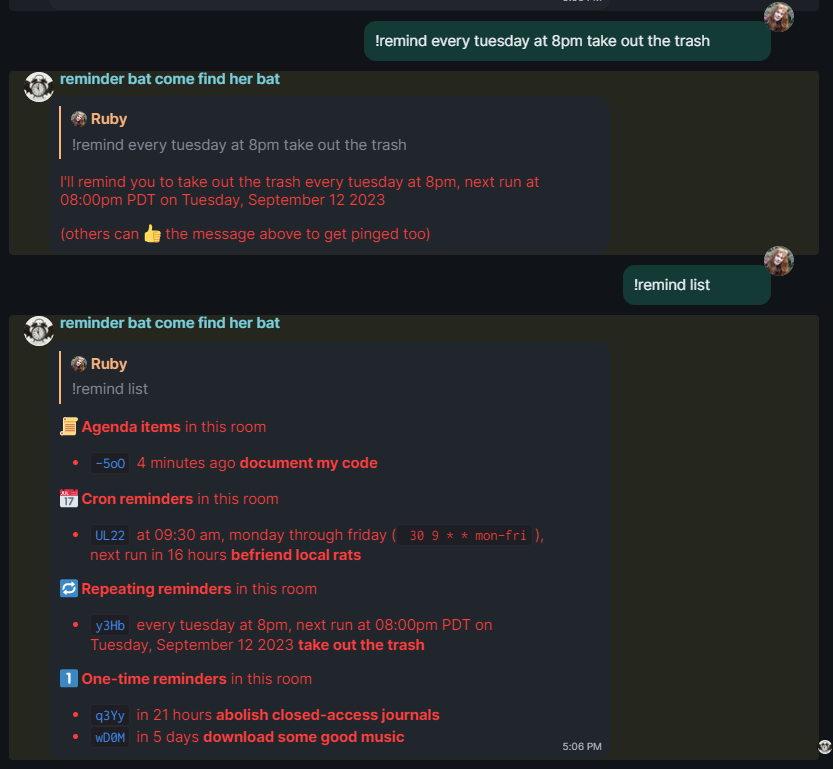 !remind every tuesday at 8pm take out the trash
reminder bat come find her bat
Ruby
!remind every tuesday at 8pm take out the trash
I'll remind you to take out the trash every tuesday at 8pm, next run at
08:00pm PDT on Tuesday, September 12 2023
(others can 👍 the message above to get pinged too)
!remind list
reminder bat come find her bat
Ruby
!remind list
📜 Agenda items in this room
• -5oO 4 minutes ago document my code
📅 Cron reminders in this room
• UL22 at 09:30 am, monday through friday ( 30 9 * * mon-fri ),
next run in 16 hours befriend local rats
🔁 Repeating reminders in this room
• y3Hb every tuesday at 8pm, next run at 08:00pm PDT on
Tuesday, September 12 2023 take out the trash
1️⃣ One-time reminders in this room
• q3Yy in 21 hours abolish closed-access journals
• wD0M in 5 days download some good music
5:06 PM